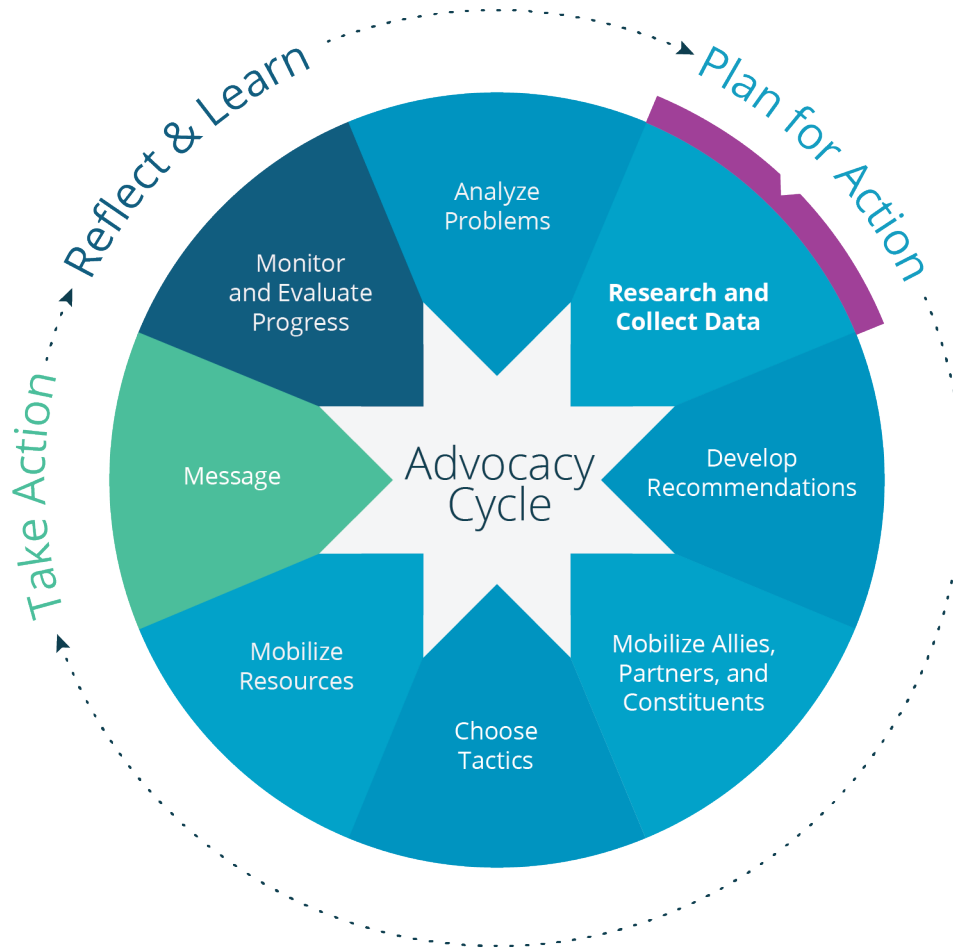 Reflect & Learn
Plan for Action
Take Action
Analyze
Problems
Research and
Collect Data
Develop
Recommendations
Mobilize Allies,
Partners, and
Constituents
Choose
Tactics
Mobilize
Resources
Message
Monitor
and Evaluate
Progress
Advocacy
Cycle